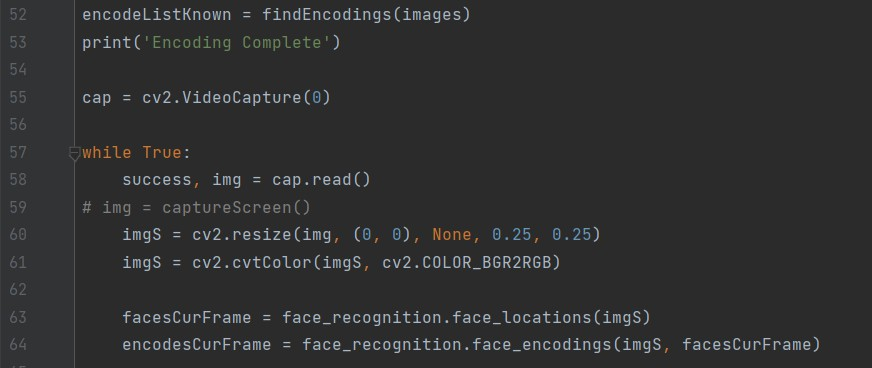 52 encodeListKnown = findEncodings(images)
53 print('Encoding Complete')
54
55 cap = cv2.VideoCapture(0)
56
57 while True:
58     success, img = cap.read()
59 # img = captureScreen()
60     imgS = cv2.resize(img, (0, 0), None, 0.25, 0.25)
61     imgS = cv2.cvtColor(imgS, cv2.COLOR_BGR2RGB)
62
63     facesCurFrame = face_recognition.face_locations(imgS)
64     encodesCurFrame = face_recognition.face_encodings(imgS, facesCurFrame)